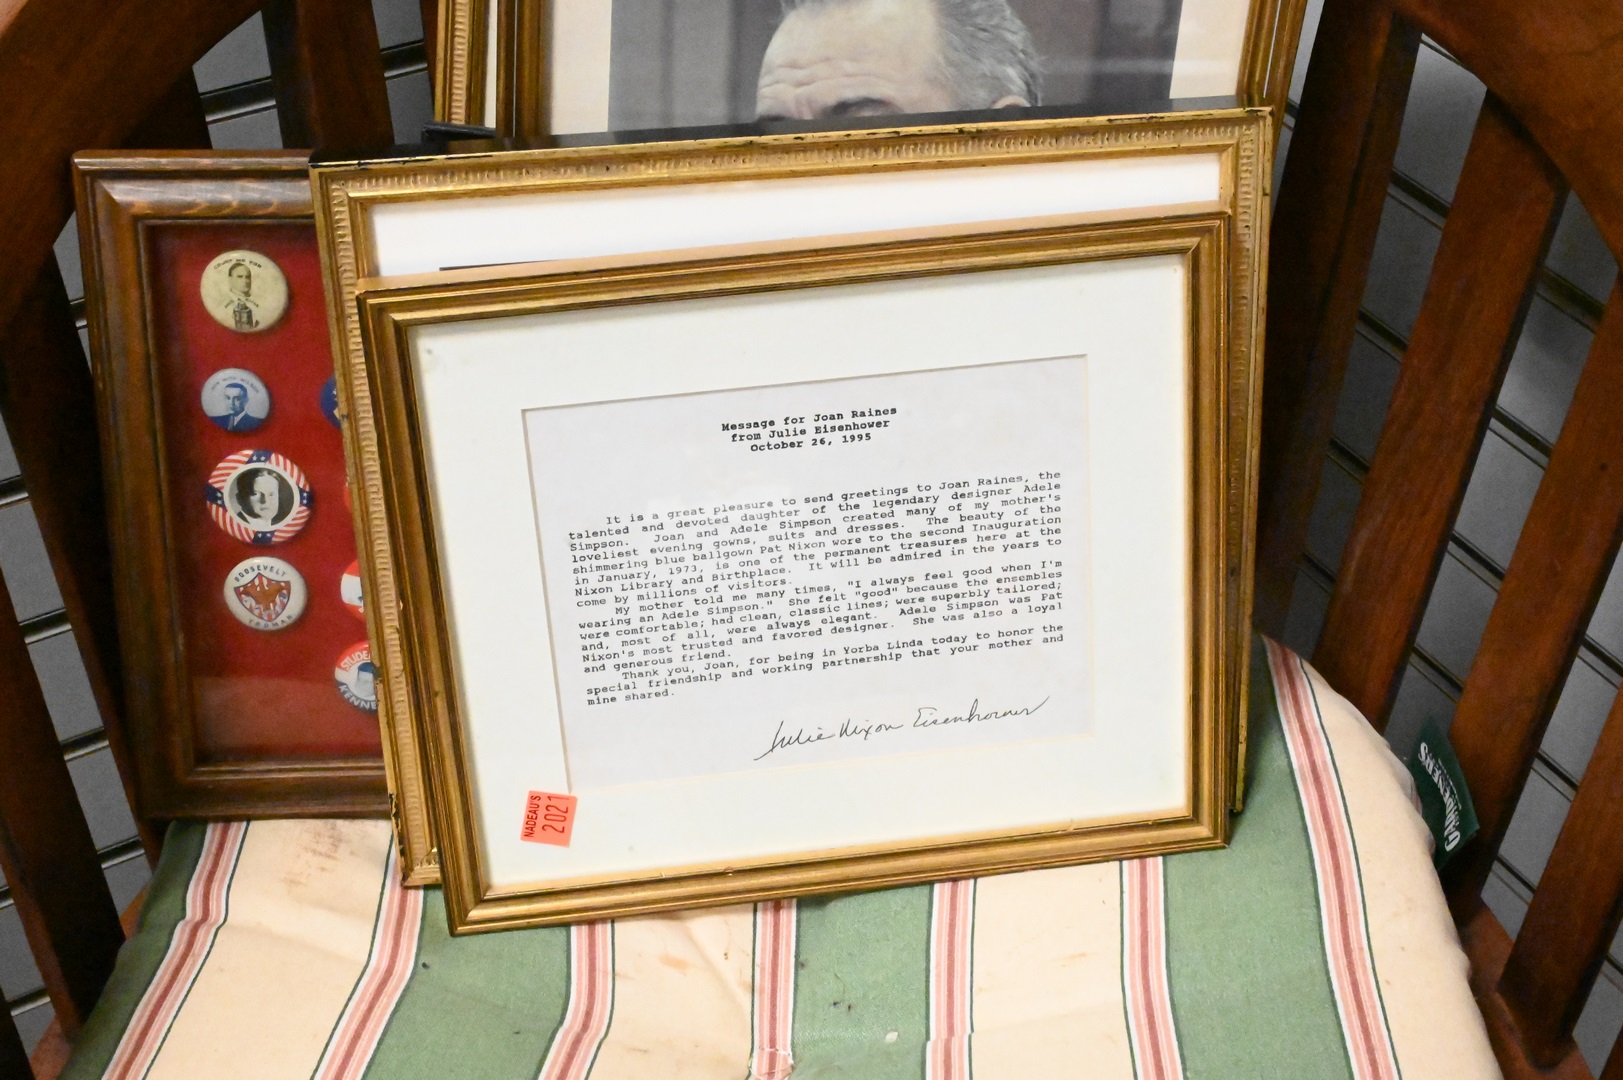 Message for Joan Raines
from Julie Eisenhower
October 26, 1995
It is a great pleasure to send greetings to Joan Raines, the
talented and devoted daughter of the legendary designer Adele
Simpson. Joan and Adele Simpson created many of my mother's
loveliest evening gowns, suits and dresses. The beauty of the
shimmering blue ballgown Pat Nixon wore to the second Inauguration
in January, 1973, is one of the permanent treasures here at the
Nixon Library and Birthplace. It will be admired in the years to
come by millions of visitors.
My mother told me many times, "I always feel good when I'm
wearing an Adele Simpson." She felt "good" because the ensembles
were comfortable; had clean, classic lines; were superbly tailored;
and, most of all, were always elegant. Adele Simpson was Pat
Nixon's most trusted and favored designer. She was also a loyal
and generous friend.
Thank you, Joan, for being in Yorba Linda today to honor the
special friendship and working partnership that your mother and
mine shared.
Julie Nixon Eisenhower
NADEAU'S
2021
ROOSEVELT
TRUMAN
STUDE
KENNE
GARDENERS